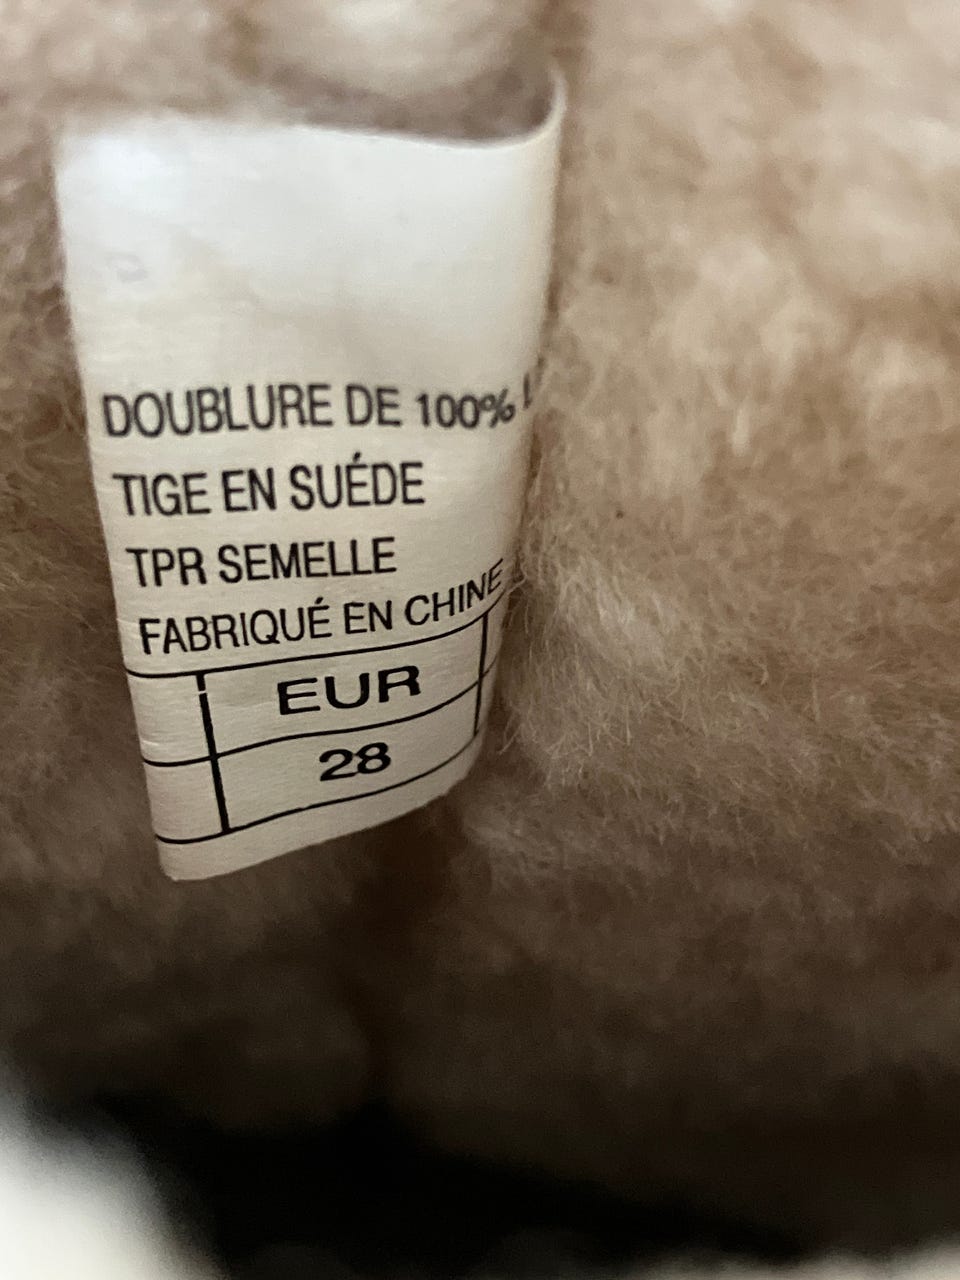 DOUBLURE DE 100%
TIGE EN SUÉDE
TPR SEMELLE
FABRIQUÉ EN CHINE
EUR
28